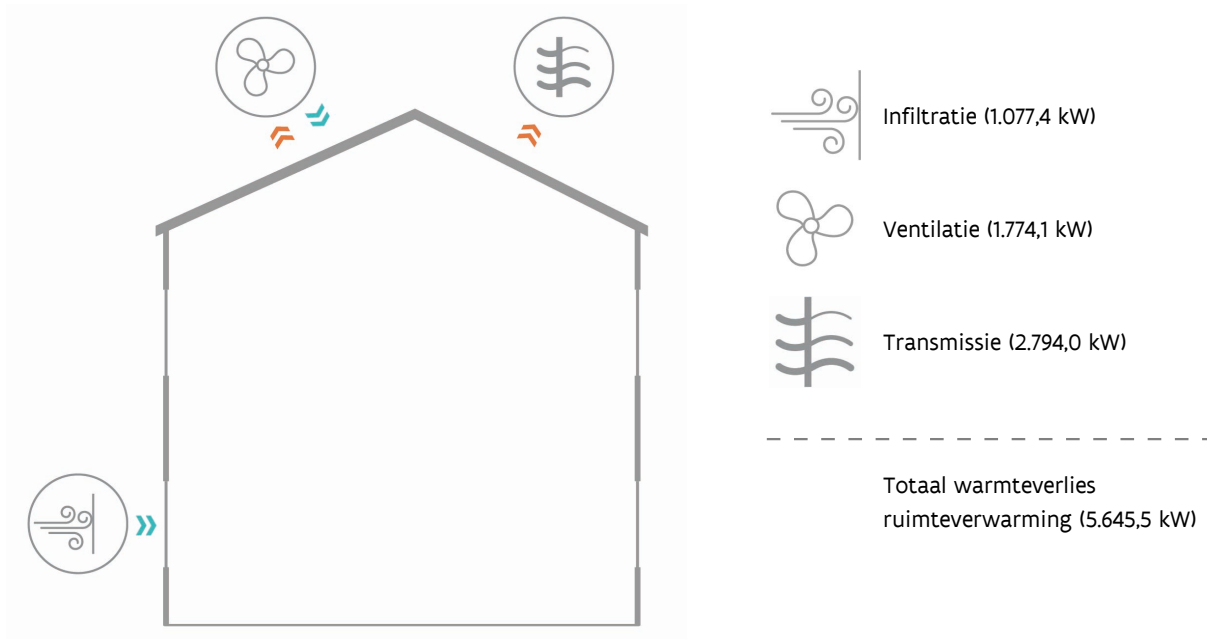 Infiltratie (1.077,4 kW)
Ventilatie (1.774,1 kW)
Transmissie (2.794,0 kW)
Totaal warmteverlies
ruimteverwarming (5.645,5 kW)